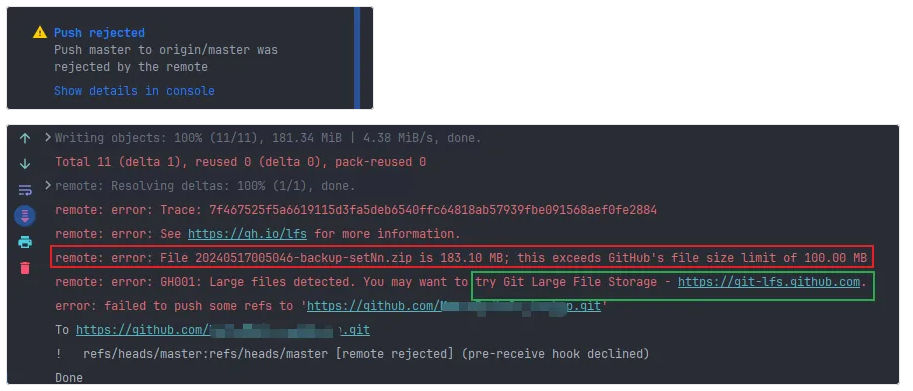 Push rejected
Push master to origin/master was
rejected by the remote
Show details in console
Writing objects: 100% (11/11), 181.34 MiB | 4.38 MiB/s, done.
Total 11 (delta 1), reused 0 (delta 0), pack-reused 0
remote: Resolving deltas: 100% (1/1), done.
remote: error: Trace: 7f467525f5a6619115d3fa5deb6540ffc64818ab57939fbe091568aef0fe2884
remote: error: See https://gh.io/lfs for more information.
remote: error: File 20240517005046-backup-setNn.zip is 183.10 MB; this exceeds GitHub's file size limit of 100.00 MB
remote: error: GH001: Large files detected. You may want to try Git Large File Storage - https://git-lfs.github.com.
error: failed to push some refs to 'https://github.com/ .git'
To https://github.com/ .git
! refs/heads/master:refs/heads/master [remote rejected] (pre-receive hook declined)
Done